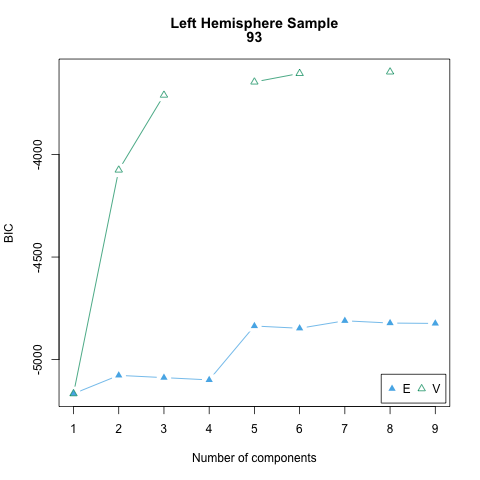 Left Hemisphere Sample
93
BIC
-4000
-4500
-5000
E V
1 2 3 4 5 6 7 8 9
Number of components